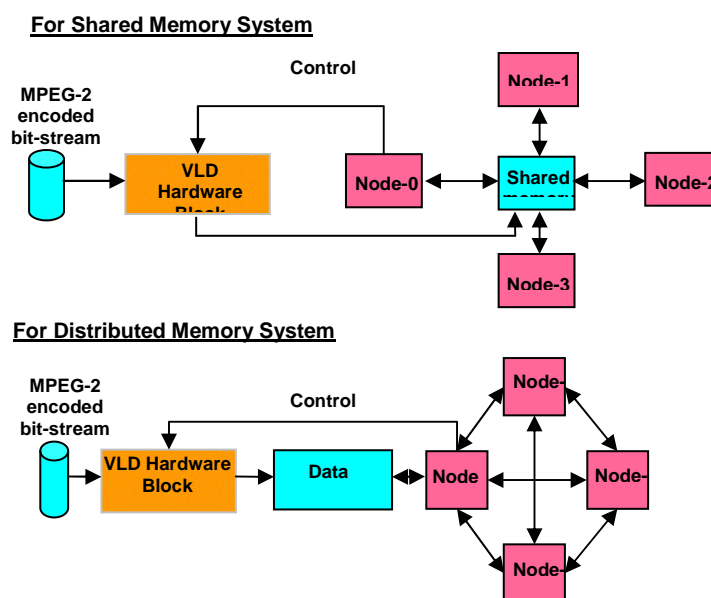 For Shared Memory System
Control
Node-1
MPEG-2
encoded
bit-stream
VLD
Hardware
Block
Node-0
Shared
memory
Node-2
Node-3
For Distributed Memory System
MPEG-2
encoded
bit-stream
Control
Node-
VLD Hardware
Block
Data
Node
Node-
Node-